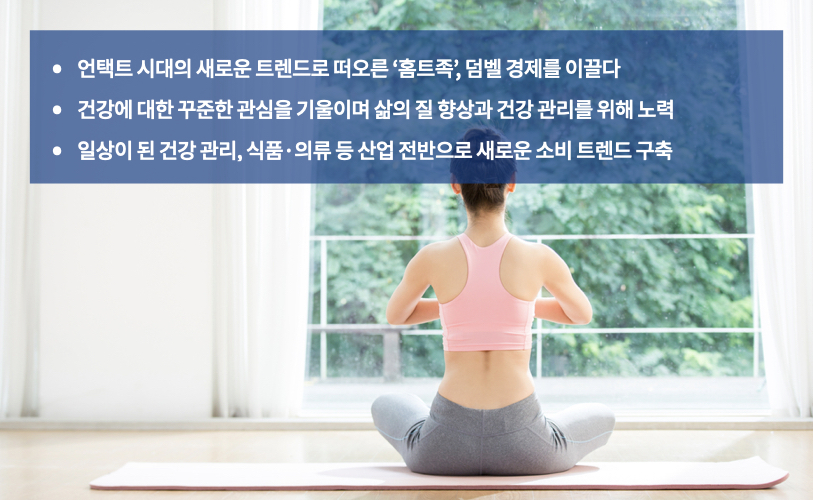 • 언택트 시대의 새로운 트렌드로 떠오른 ‘홈트족’, 덤벨 경제를 이끌다
• 건강에 대한 꾸준한 관심을 기울이며 삶의 질 향상과 건강 관리를 위해 노력
• 일상이 된 건강 관리, 식품·의류 등 산업 전반으로 새로운 소비 트렌드 구축